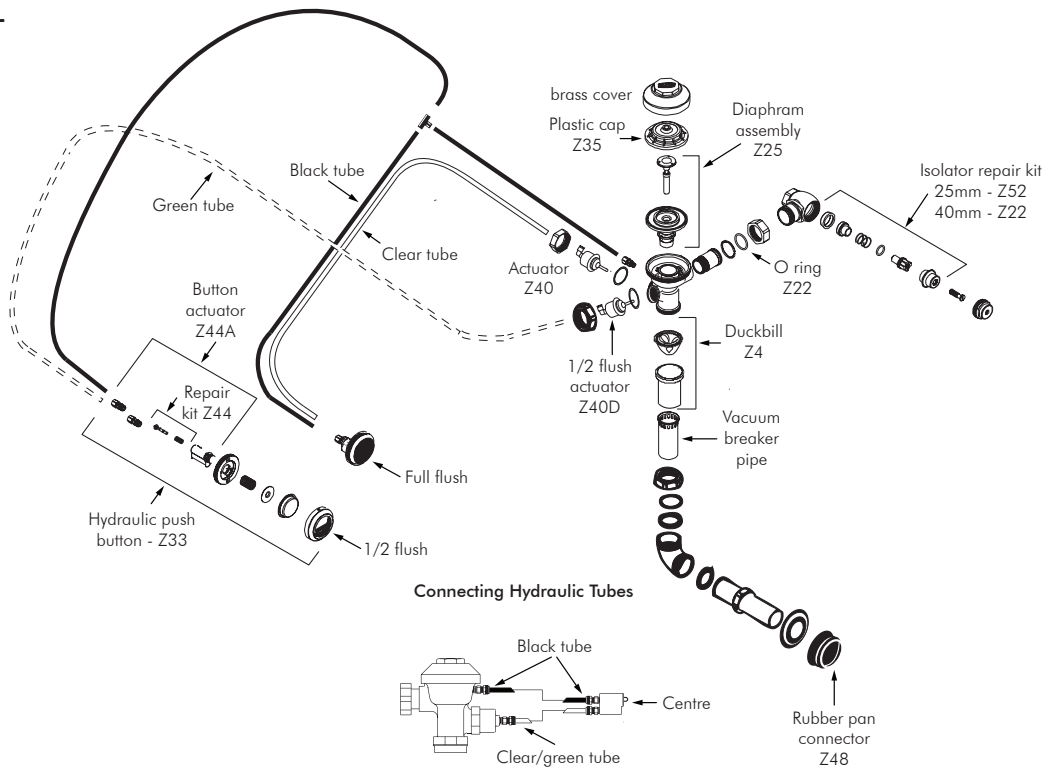 brass cover
Plastic cap
Z35
Diaphram
assembly
Z25
Isolator repair kit
25mm - Z52
40mm - Z22
Black tube
Green tube
Clear tube
Actuator
Z40
O ring
Z22
Button
actuator
Z44A
Duckbill
Z4
1/2 flush
actuator
Z40D
Repair
kit Z44
Vacuum
breaker
pipe
Full flush
Hydraulic push
button - Z33
1/2 flush
Connecting Hydraulic Tubes
Black tube
Centre
Clear/green tube
Rubber pan
connector
Z48